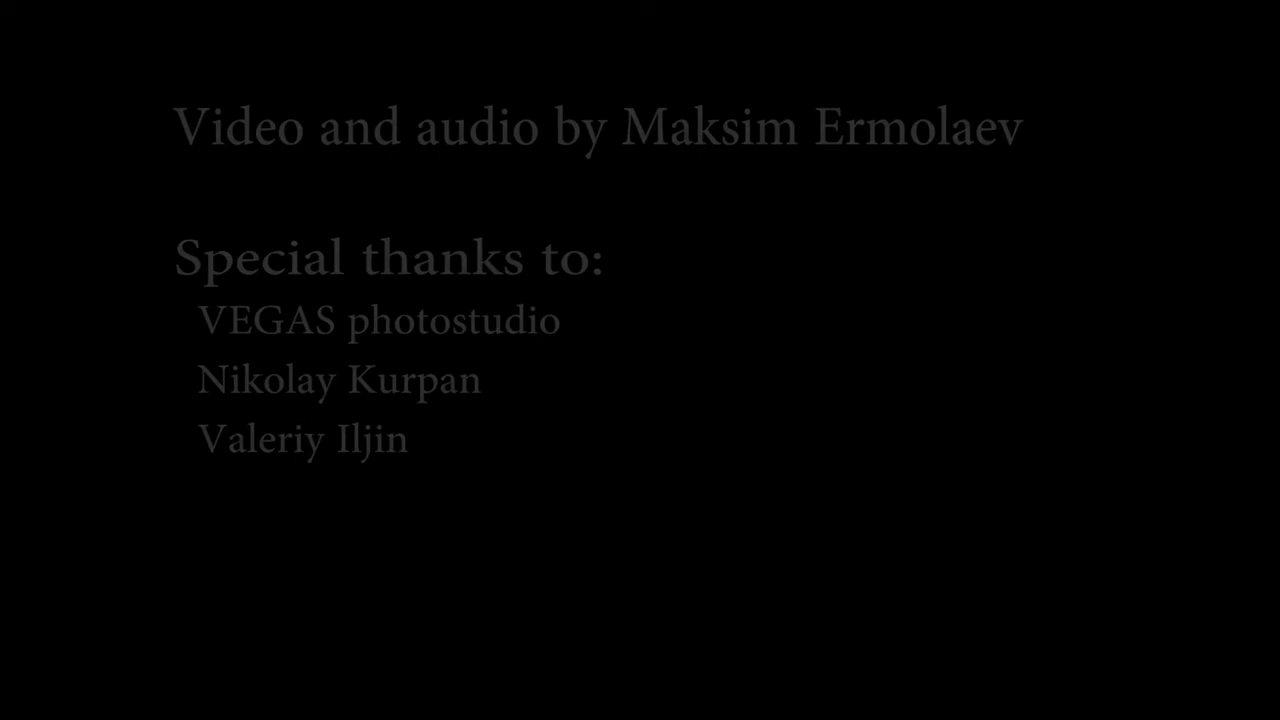 Video and audio by Maksim Ermolaev
Special thanks to:
VEGAS photostudio
Nikolay Kurpan
Valeriy Iljin